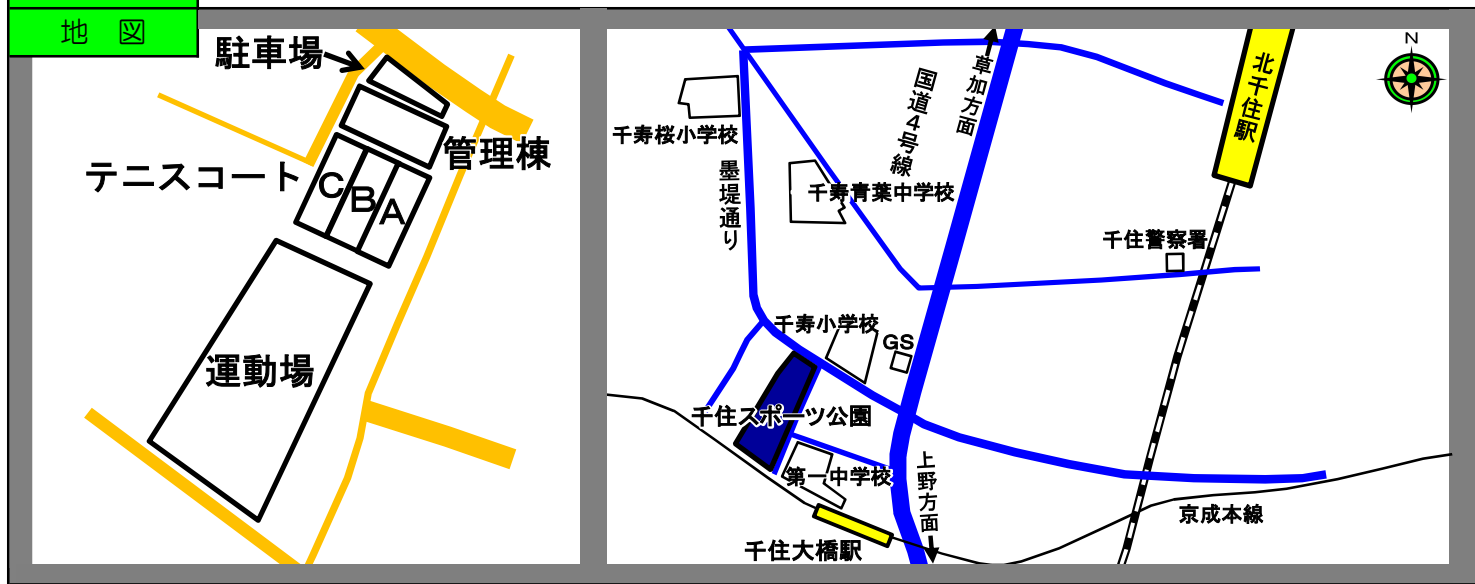 地 図
駐車場
管理棟
テニスコート
C
B
A
運動場
N
草加方面
国道4号線
北千住駅
千寿桜小学校
墨堤通り
千寿青葉中学校
千住警察署
千寿小学校
GS
千住スポーツ公園
第一中学校
上野方面
京成本線
千住大橋駅